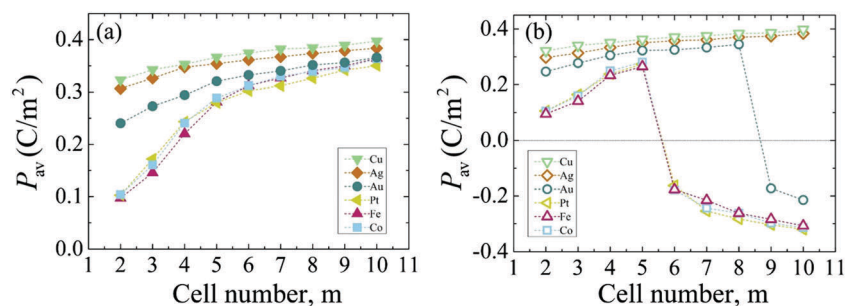 (a)
P_av (C/m²)
0.4
0.3
0.2
0.1
0.0
Cu
Ag
Au
Pt
Fe
Co
1 2 3 4 5 6 7 8 9 10 11
Cell number, m
(b)
P_av (C/m²)
0.4
0.2
0.0
-0.2
-0.4
Cu
Ag
Au
Pt
Fe
Co
1 2 3 4 5 6 7 8 9 10 11
Cell number, m